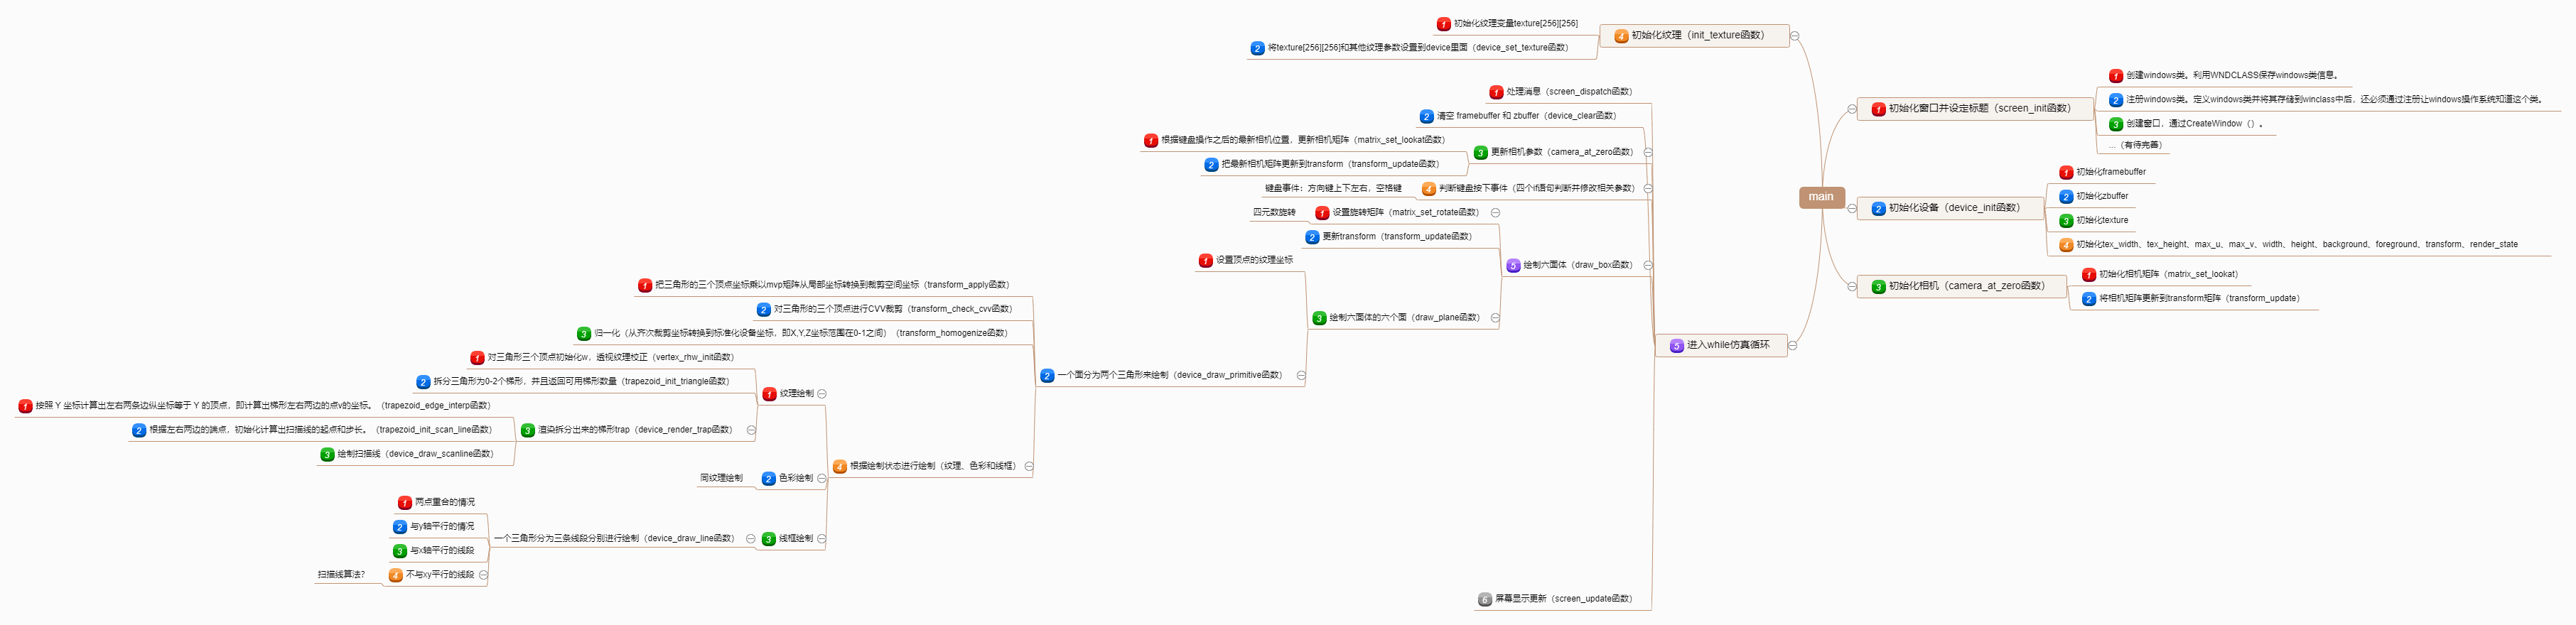 main
1 初始化窗口并设定标题（screen_init函数）
1 创建windows类。利用WNDCLASS保存windows类信息。
2 注册windows类。定义windows类并将其存储到winclass中后，还必须通过注册让windows操作系统知道这个类。
3 创建窗口，通过CreateWindow（）。
...（有待完善）
2 初始化设备（device_init函数）
1 初始化framebuffer
2 初始化zbuffer
3 初始化texture
4 初始化tex_width、tex_height、max_u、max_v、width、height、background、foreground、transform、render_state
3 初始化相机（camera_at_zero函数）
1 初始化相机矩阵（matrix_set_lookat）
2 将相机矩阵更新到transform矩阵（transform_update）
4 初始化纹理（init_texture函数）
1 初始化纹理变量texture[256][256]
2 将texture[256][256]和其他纹理参数设置到device里面（device_set_texture函数）
5 进入while仿真循环
1 处理消息（screen_dispatch函数）
2 清空 framebuffer 和 zbuffer（device_clear函数）
3 更新相机参数（camera_at_zero函数）
1 根据键盘操作之后的最新相机位置，更新相机矩阵（matrix_set_lookat函数）
2 把最新相机矩阵更新到transform（transform_update函数）
4 判断键盘按下事件（四个if语句判断并修改相关参数）
键盘事件：方向键上下左右，空格键
5 绘制六面体（draw_box函数）
1 设置旋转矩阵（matrix_set_rotate函数）
四元数旋转
2 更新transform（transform_update函数）
3 绘制六面体的六个面（draw_plane函数）
1 设置顶点的纹理坐标
2 一个面分为两个三角形来绘制（device_draw_primitive函数）
1 把三角形的三个顶点坐标乘以mvp矩阵从局部坐标转换到裁剪空间坐标（transform_apply函数）
2 对三角形的三个顶点进行CVV裁剪（transform_check_cvv函数）
3 归一化（从齐次裁剪坐标转换到标准化设备坐标，即X,Y,Z坐标范围在0-1之间）（transform_homogenize函数）
4 根据绘制状态进行绘制（纹理、色彩和线框）
1 纹理绘制
1 对三角形三个顶点初始化w，透视纹理校正（vertex_rhw_init函数）
2 拆分三角形为0-2个梯形，并且返回可用梯形数量（trapezoid_init_triangle函数）
3 渲染拆分出来的梯形trap（device_render_trap函数）
1 按照 Y 坐标计算出左右两条边纵坐标等于 Y 的顶点，即计算出梯形左右两边的点v的坐标。（trapezoid_edge_interp函数）
2 根据左右两边的端点，初始化计算出扫描线的起点和步长。（trapezoid_init_scan_line函数）
3 绘制扫描线（device_draw_scanline函数）
2 色彩绘制
同纹理绘制
3 线框绘制
一个三角形分为三条线段分别进行绘制（device_draw_line函数）
1 两点重合的情况
2 与y轴平行的情况
3 与x轴平行的线段
4 不与xy平行的线段
扫描线算法？
6 屏幕显示更新（screen_update函数）